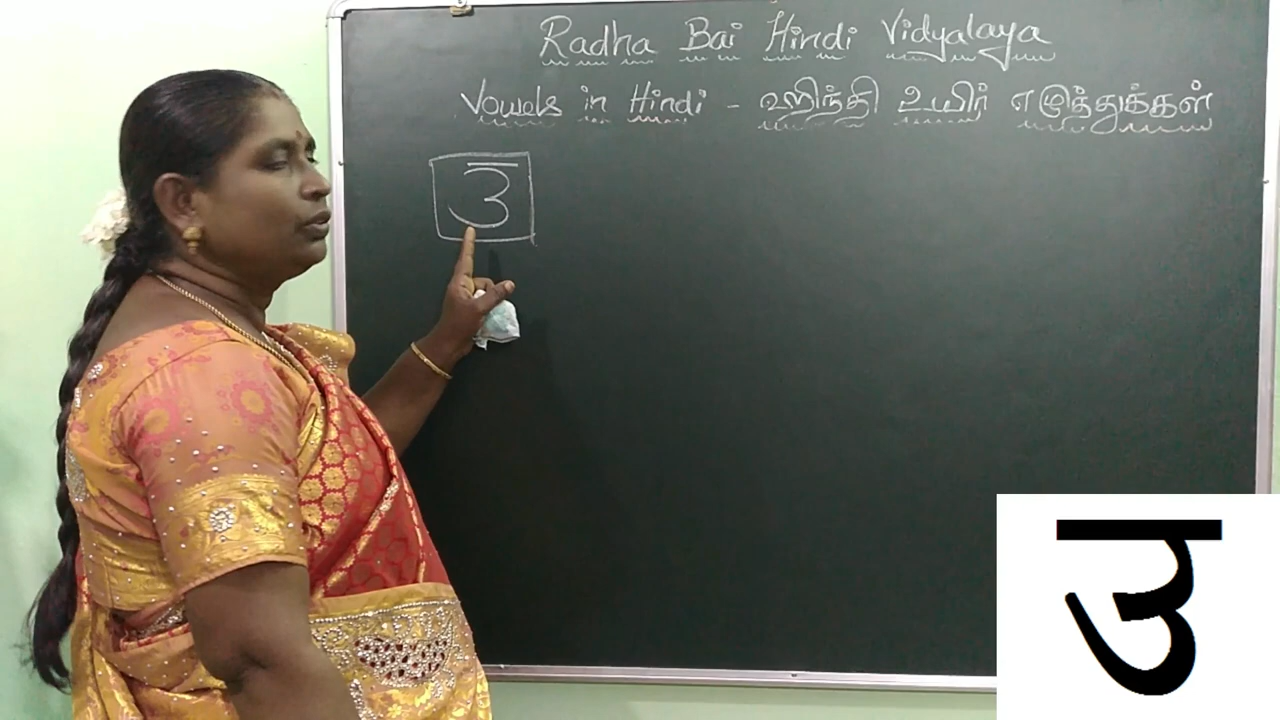 Radha Bai Hindi Vidyalaya
Vowels in Hindi - ஹிந்தி உயிர் எழுத்துக்கள்
उ
उ